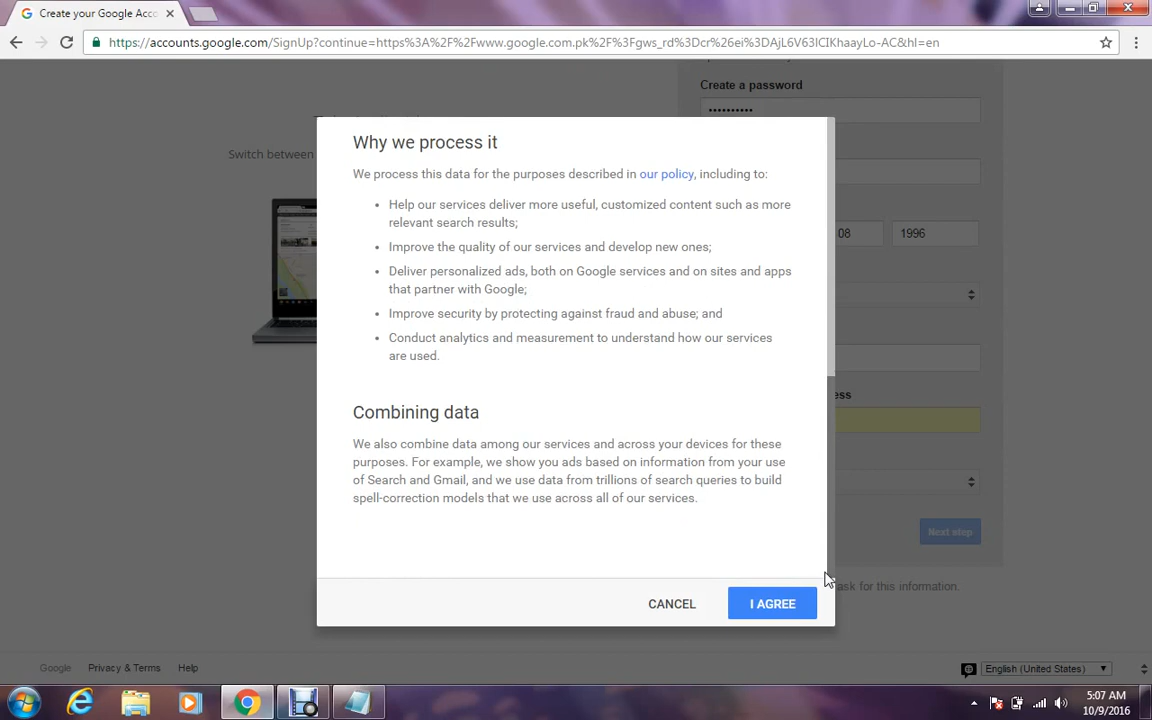 Create your Google Acco
https://accounts.google.com/SignUp?continue=https%3A%2F%2Fwww.google.com.pk%2F%3Fgws_rd%3Dcr%26ei%3DAjL6V63ICIKhaayLo-AC&hl=en
Create a password
••••••••••
Why we process it
Switch between
We process this data for the purposes described in our policy, including to:
• Help our services deliver more useful, customized content such as more
relevant search results;
08
1996
• Improve the quality of our services and develop new ones;
• Deliver personalized ads, both on Google services and on sites and apps
that partner with Google;
• Improve security by protecting against fraud and abuse; and
• Conduct analytics and measurement to understand how our services
are used.
ess
Combining data
We also combine data among our services and across your devices for these
purposes. For example, we show you ads based on information from your use
of Search and Gmail, and we use data from trillions of search queries to build
spell-correction models that we use across all of our services.
Next step
ask for this information.
CANCEL
I AGREE
Google
Privacy & Terms
Help
English (United States)
5:07 AM
10/9/2016